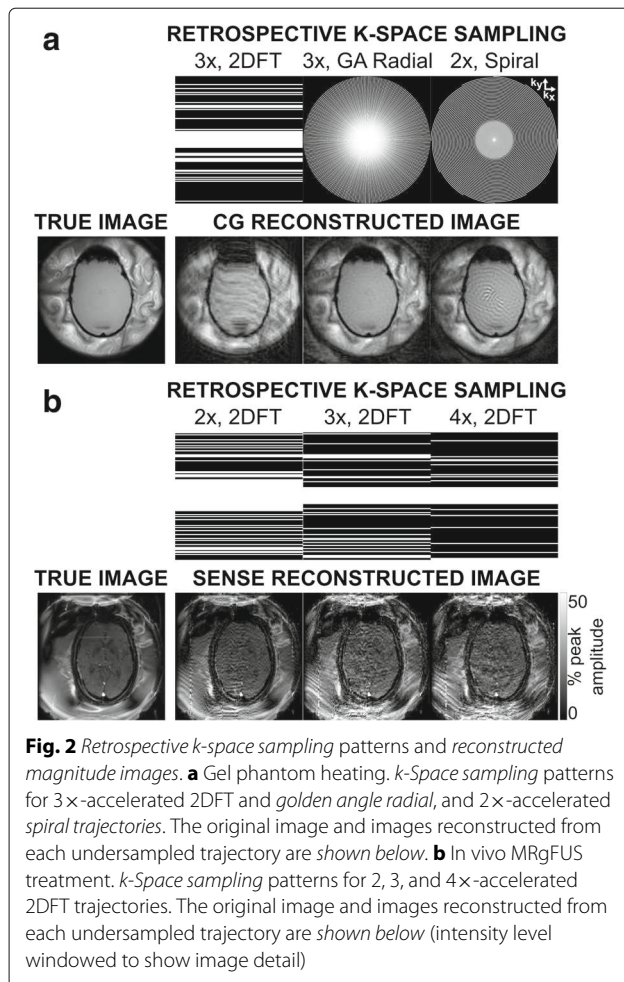 a
RETROSPECTIVE K-SPACE SAMPLING
3x, 2DFT 3x, GA Radial 2x, Spiral
ky
kx
TRUE IMAGE CG RECONSTRUCTED IMAGE
b
RETROSPECTIVE K-SPACE SAMPLING
2x, 2DFT 3x, 2DFT 4x, 2DFT
TRUE IMAGE SENSE RECONSTRUCTED IMAGE
50
% peak
amplitude
0
Fig. 2 Retrospective k-space sampling patterns and reconstructed
magnitude images. a Gel phantom heating. k-Space sampling patterns
for 3×-accelerated 2DFT and golden angle radial, and 2×-accelerated
spiral trajectories. The original image and images reconstructed from
each undersampled trajectory are shown below. b In vivo MRgFUS
treatment. k-Space sampling patterns for 2, 3, and 4×-accelerated
2DFT trajectories. The original image and images reconstructed from
each undersampled trajectory are shown below (intensity level
windowed to show image detail)